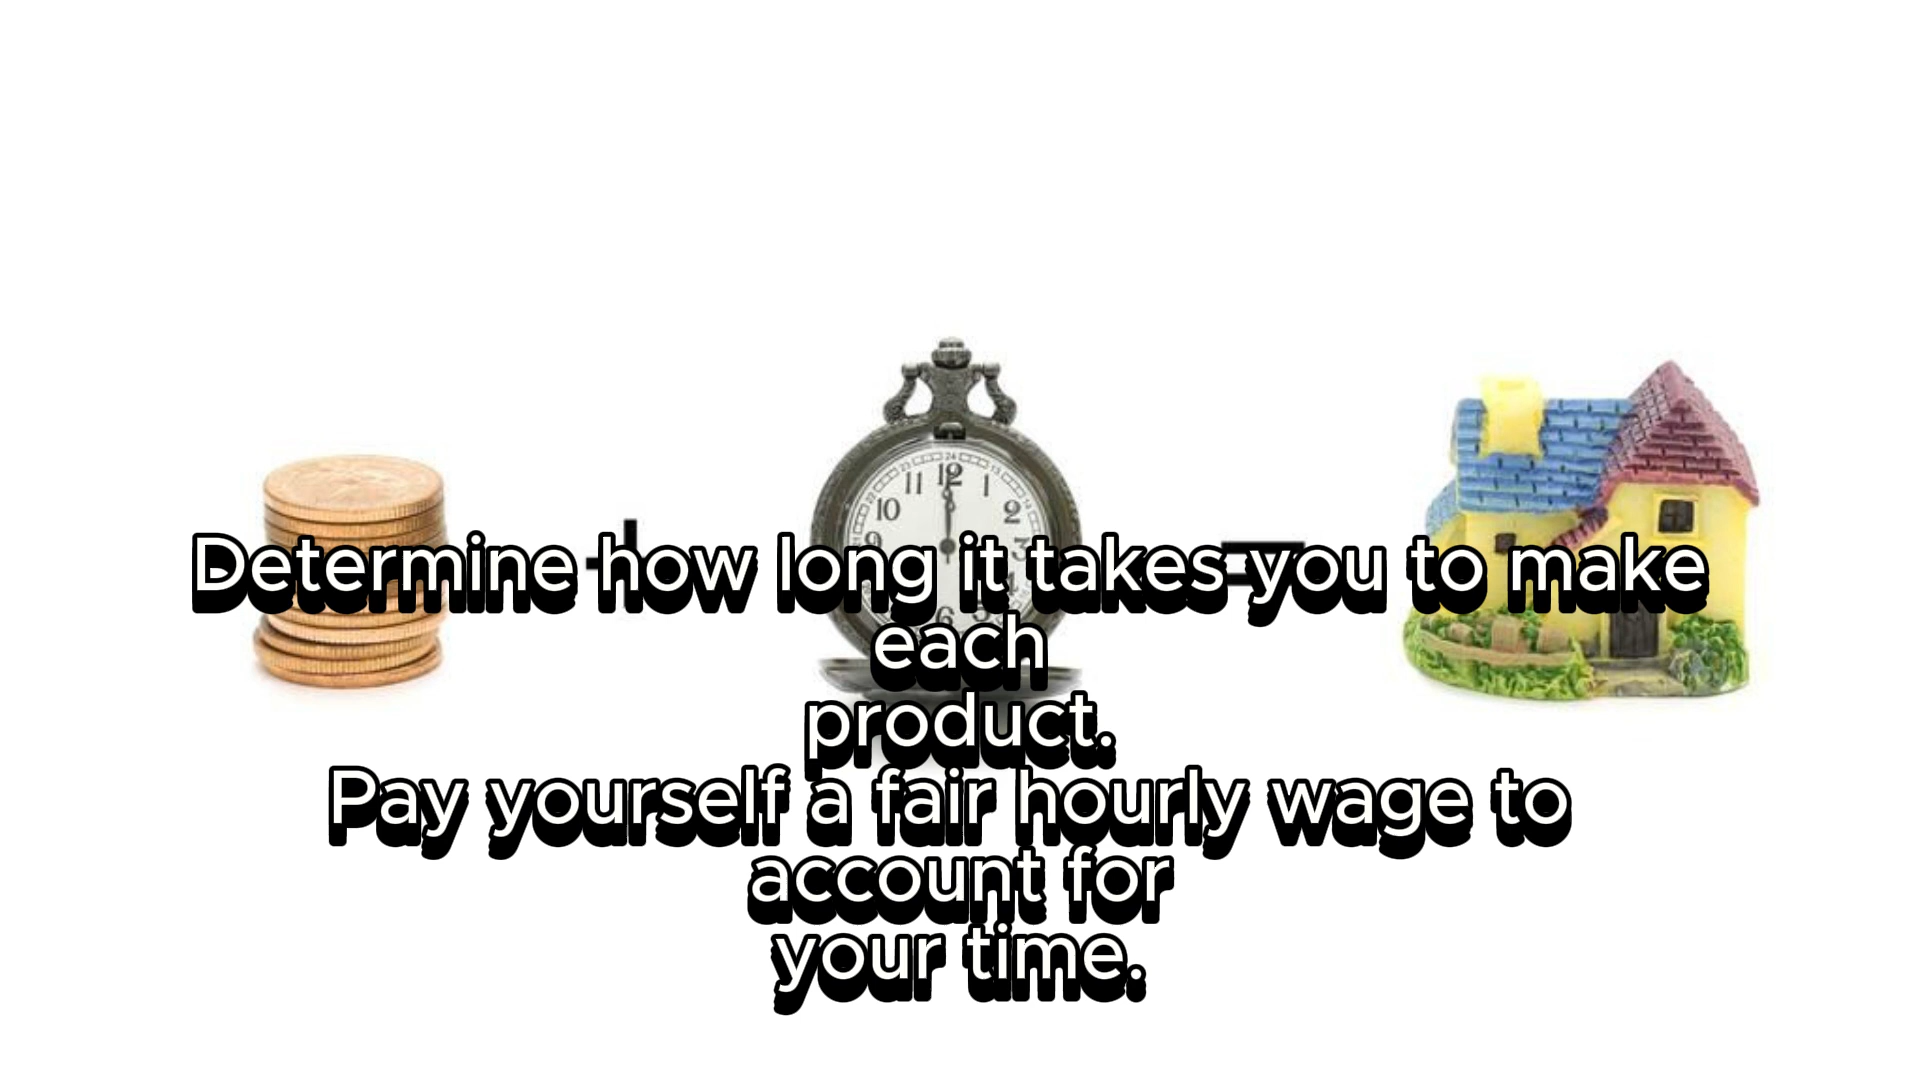 Determine how long it takes you to make
each
product.
Pay yourself a fair hourly wage to
account for
your time.